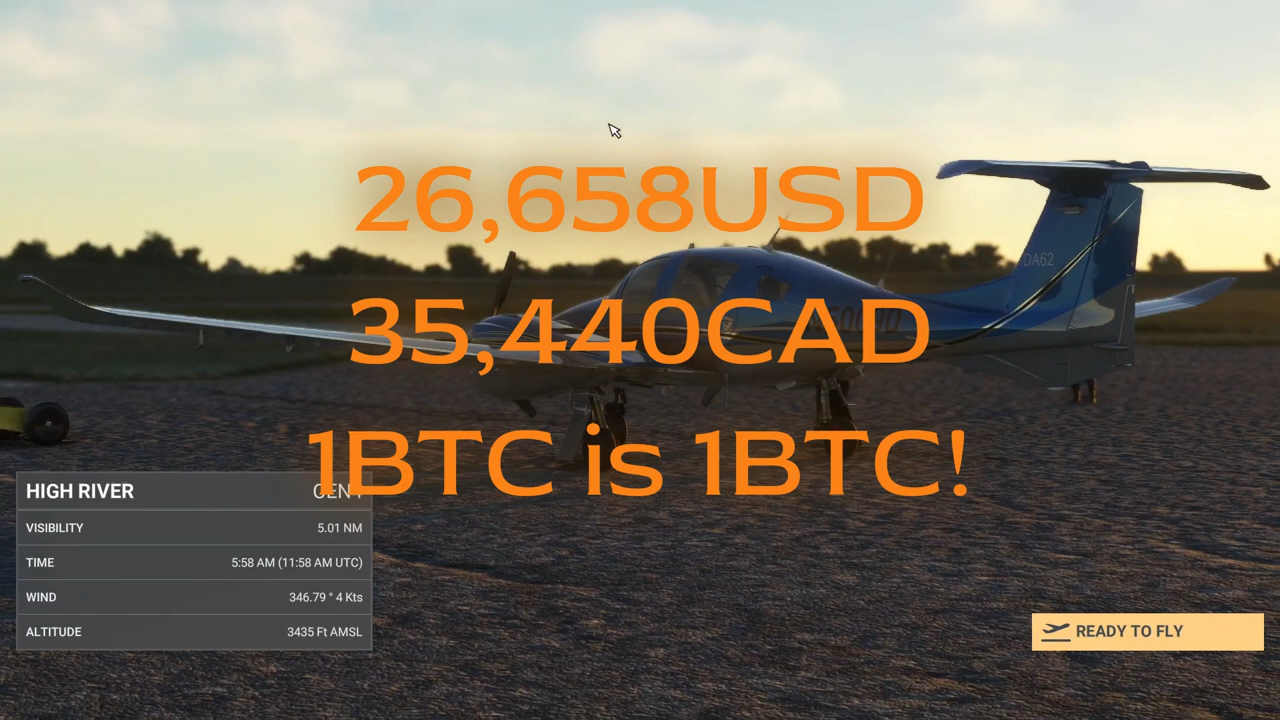 26,658USD
35,440CAD
1BTC is 1BTC!
DA62
HIGH RIVER
VISIBILITY 5.01 NM
TIME 5:58 AM (11:58 AM UTC)
WIND 346.79 ° 4 Kts
ALTITUDE 3435 Ft AMSL
READY TO FLY